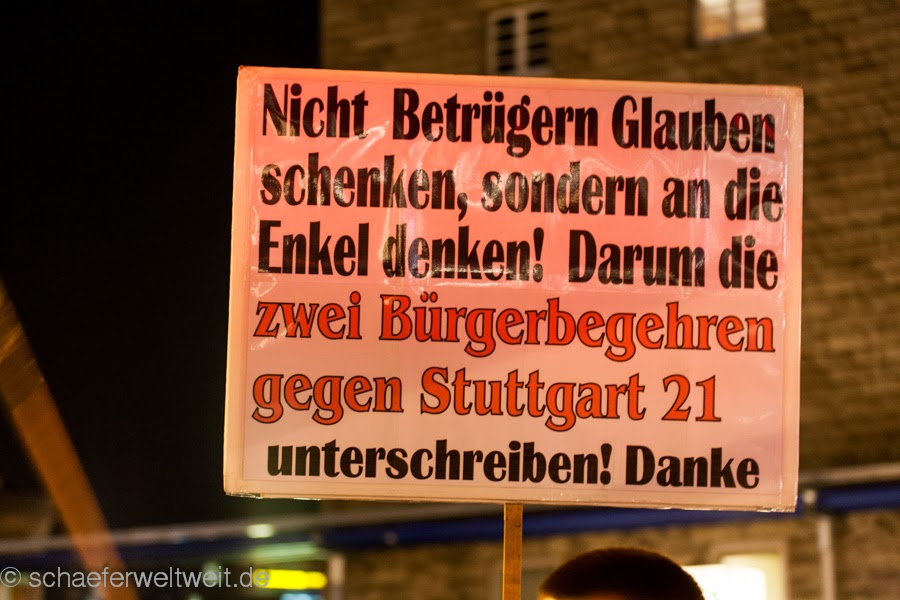 Nicht Betrügern Glauben
schenken, sondern an die
Enkel denken! Darum die
zwei Bürgerbegehren
gegen Stuttgart 21
unterschreiben! Danke
© schaeferweltweit.de